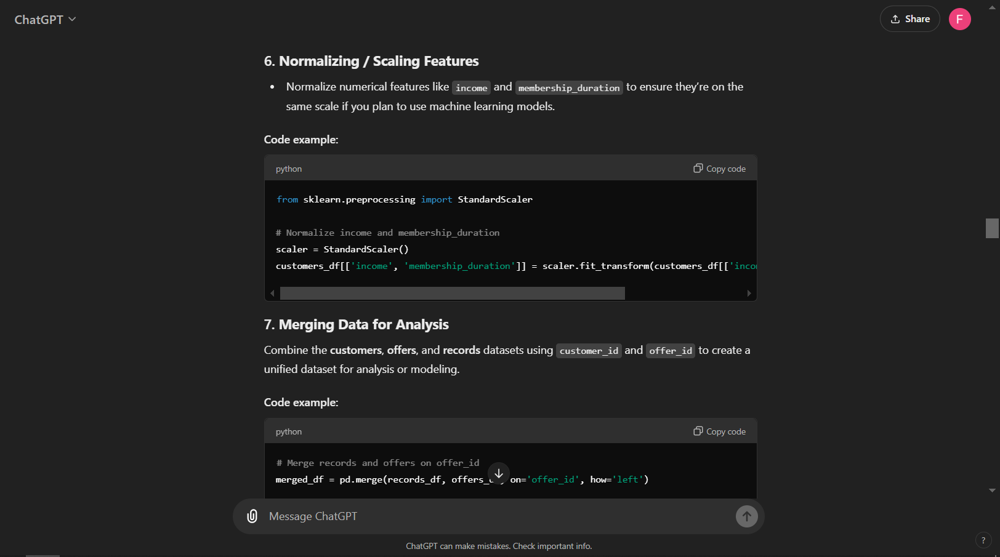 ChatGPT
Share
F
6. Normalizing / Scaling Features
• Normalize numerical features like income and membership_duration to ensure they’re on the
same scale if you plan to use machine learning models.
Code example:
python
Copy code
from sklearn.preprocessing import StandardScaler
# Normalize income and membership_duration
scaler = StandardScaler()
customers_df[['income', 'membership_duration']] = scaler.fit_transform(customers_df[['inco
7. Merging Data for Analysis
Combine the customers, offers, and records datasets using customer_id and offer_id to create a
unified dataset for analysis or modeling.
Code example:
python
Copy code
# Merge records and offers on offer_id
merged_df = pd.merge(records_df, offers_ on='offer_id', how='left')
Message ChatGPT
ChatGPT can make mistakes. Check important info.
?